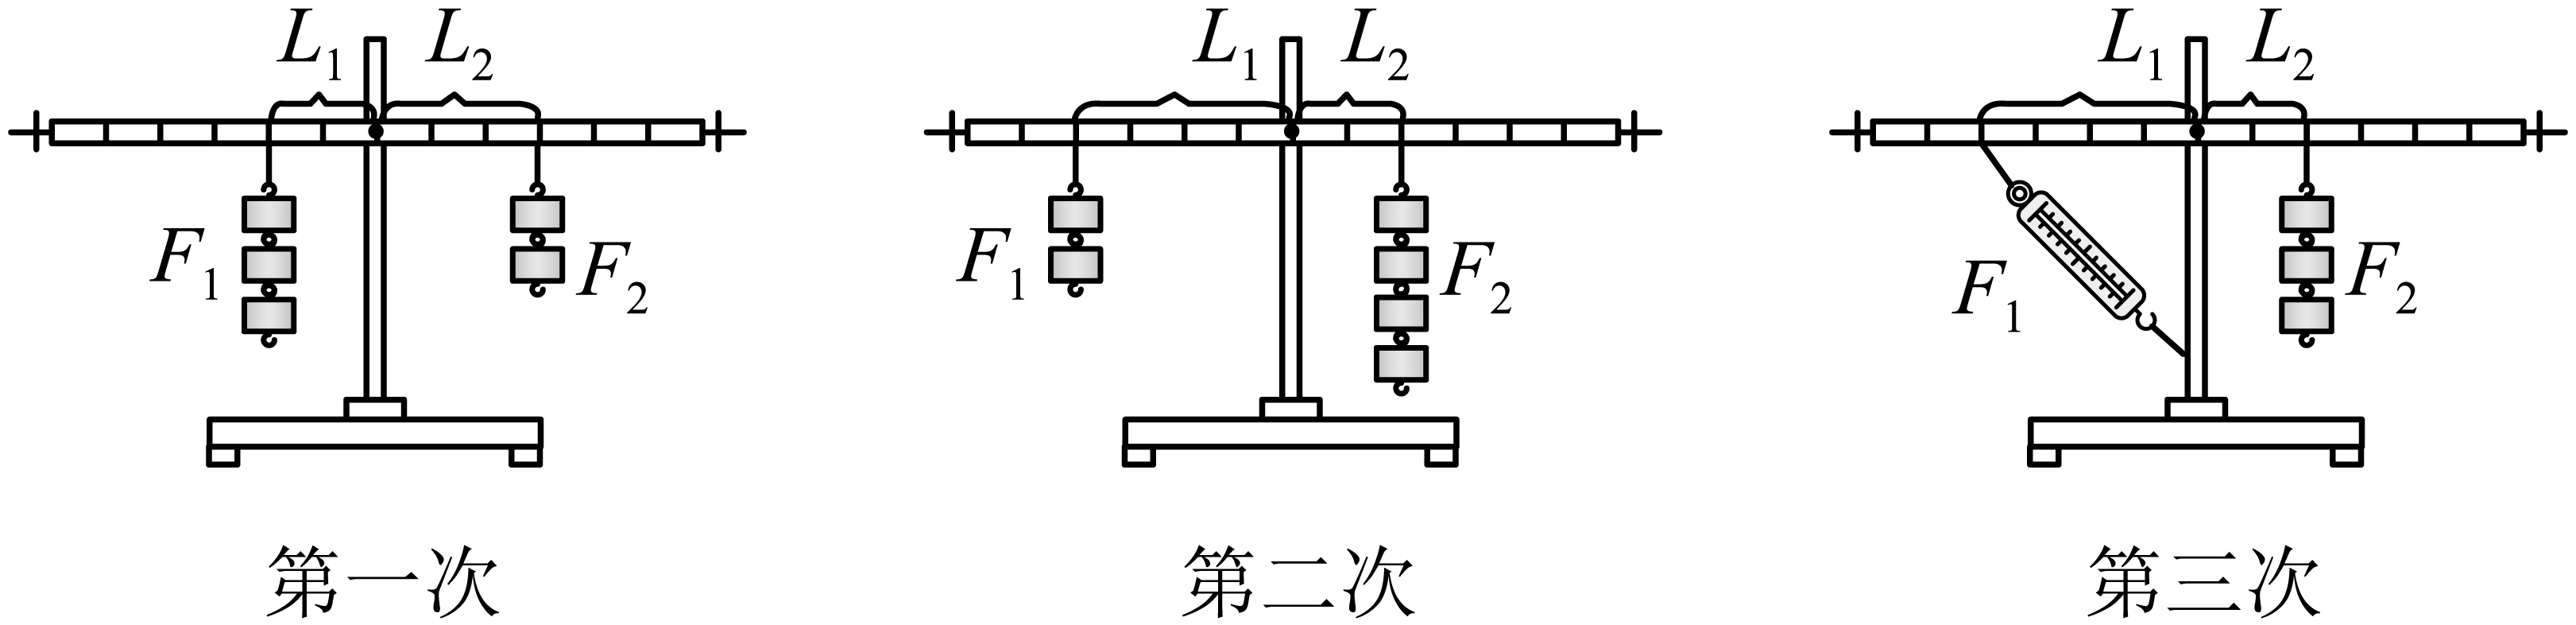 L₁ L₂ L₁ L₂ L₁ L₂
F₁ F₂ F₁ F₂ F₁ F₂
第一次 第二次 第三次